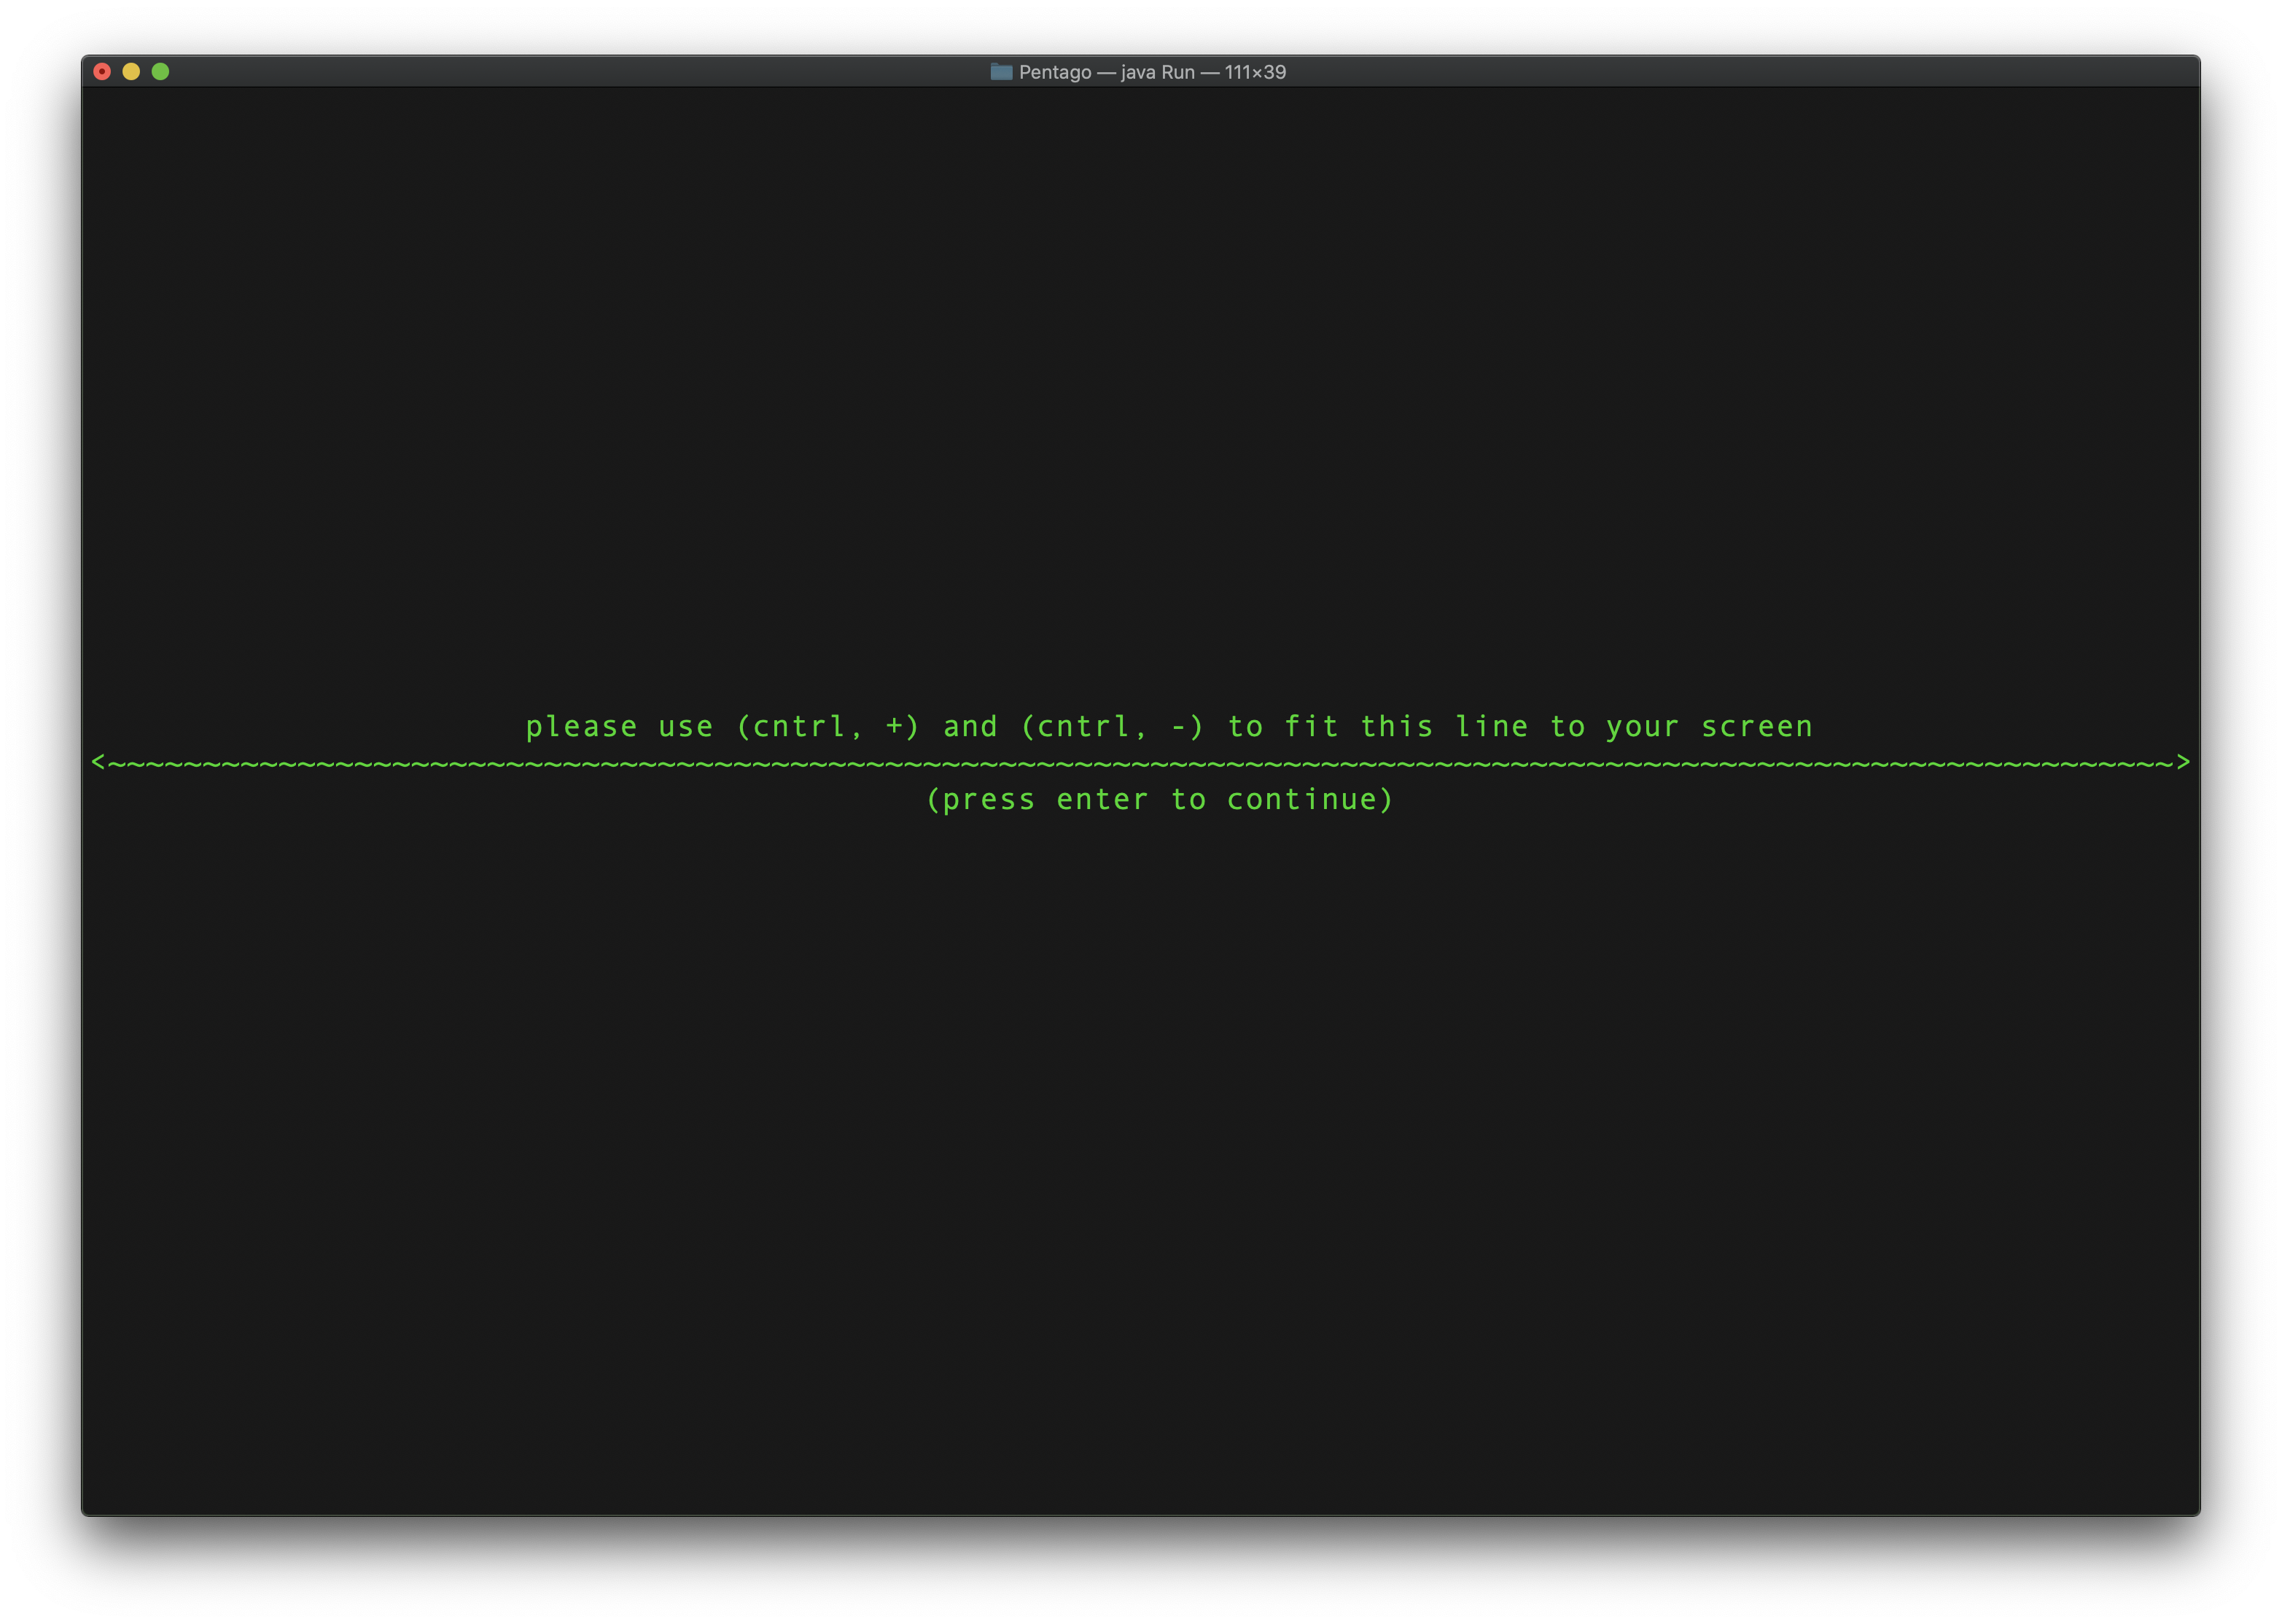 Pentago — java Run — 111×39
please use (cntrl, +) and (cntrl, -) to fit this line to your screen
<~~~~~~~~~~~~~~~~~~~~~~~~~~~~~~~~~~~~~~~~~~~~~~~~~~~~~~~~~~~~~~~~~~~~~~~~~~~~~~~~~~~~~~~~~~~~~~~~~~~~~~~~~~~~~>
(press enter to continue)